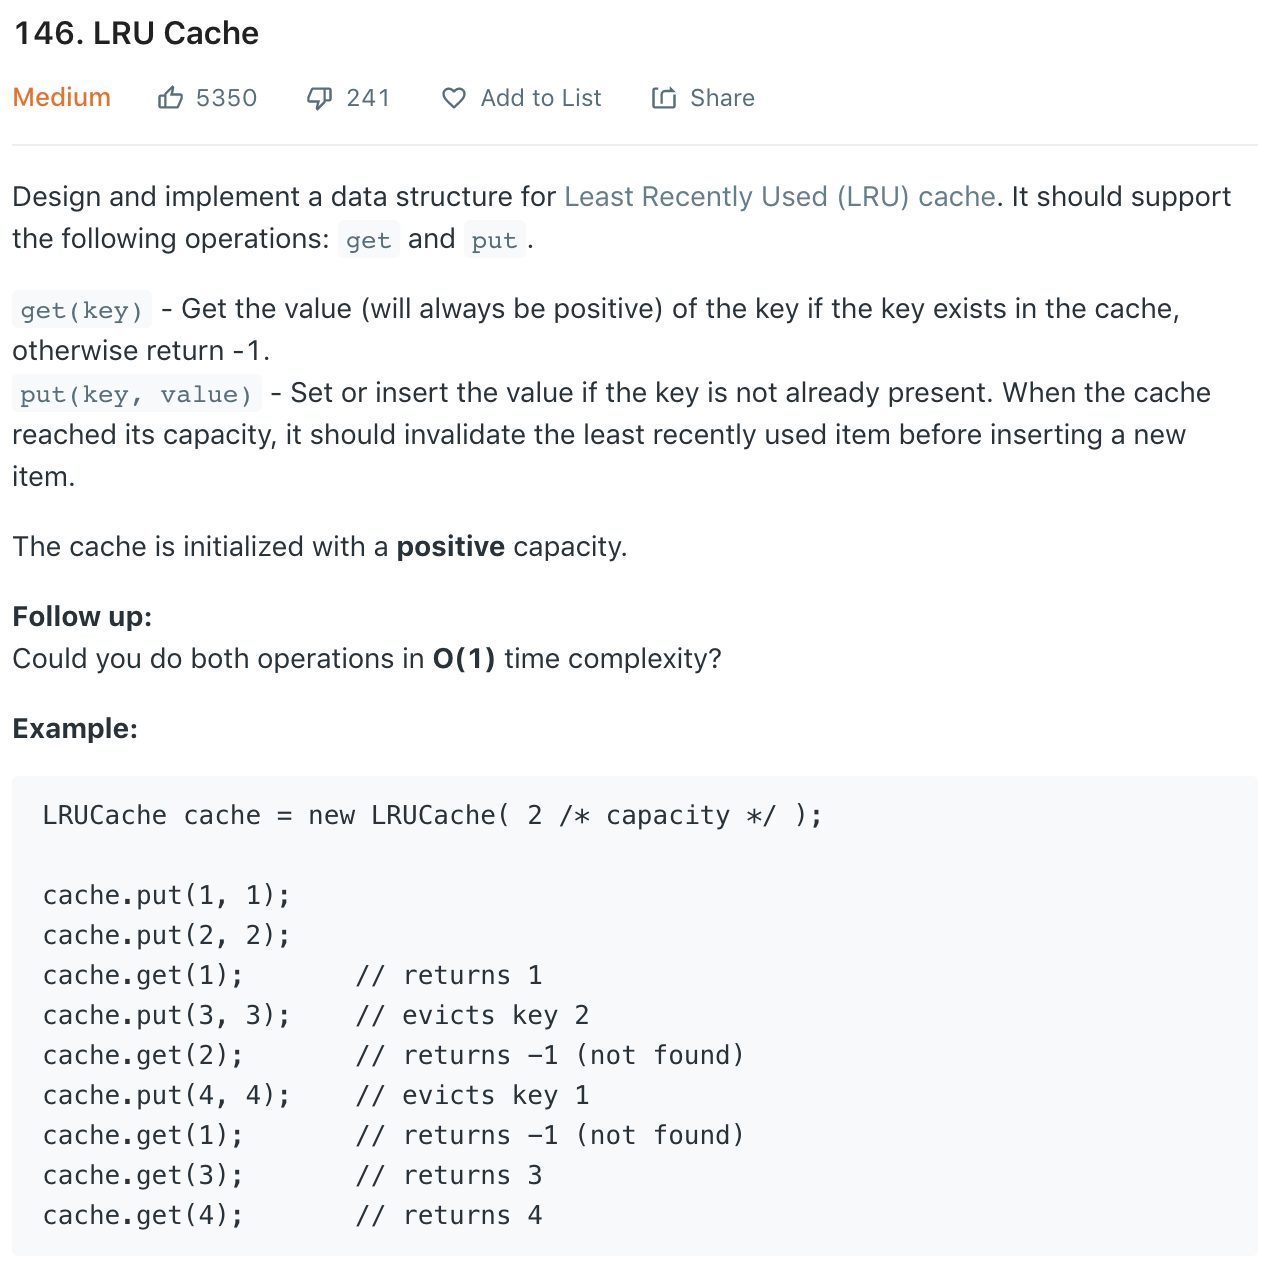 146. LRU Cache
Medium 5350 241 Add to List Share
Design and implement a data structure for Least Recently Used (LRU) cache. It should support
the following operations: get and put.
get(key) - Get the value (will always be positive) of the key if the key exists in the cache,
otherwise return -1.
put(key, value) - Set or insert the value if the key is not already present. When the cache
reached its capacity, it should invalidate the least recently used item before inserting a new
item.
The cache is initialized with a positive capacity.
Follow up:
Could you do both operations in O(1) time complexity?
Example:
LRUCache cache = new LRUCache( 2 /* capacity */ );
cache.put(1, 1);
cache.put(2, 2);
cache.get(1);       // returns 1
cache.put(3, 3);    // evicts key 2
cache.get(2);       // returns -1 (not found)
cache.put(4, 4);    // evicts key 1
cache.get(1);       // returns -1 (not found)
cache.get(3);       // returns 3
cache.get(4);       // returns 4